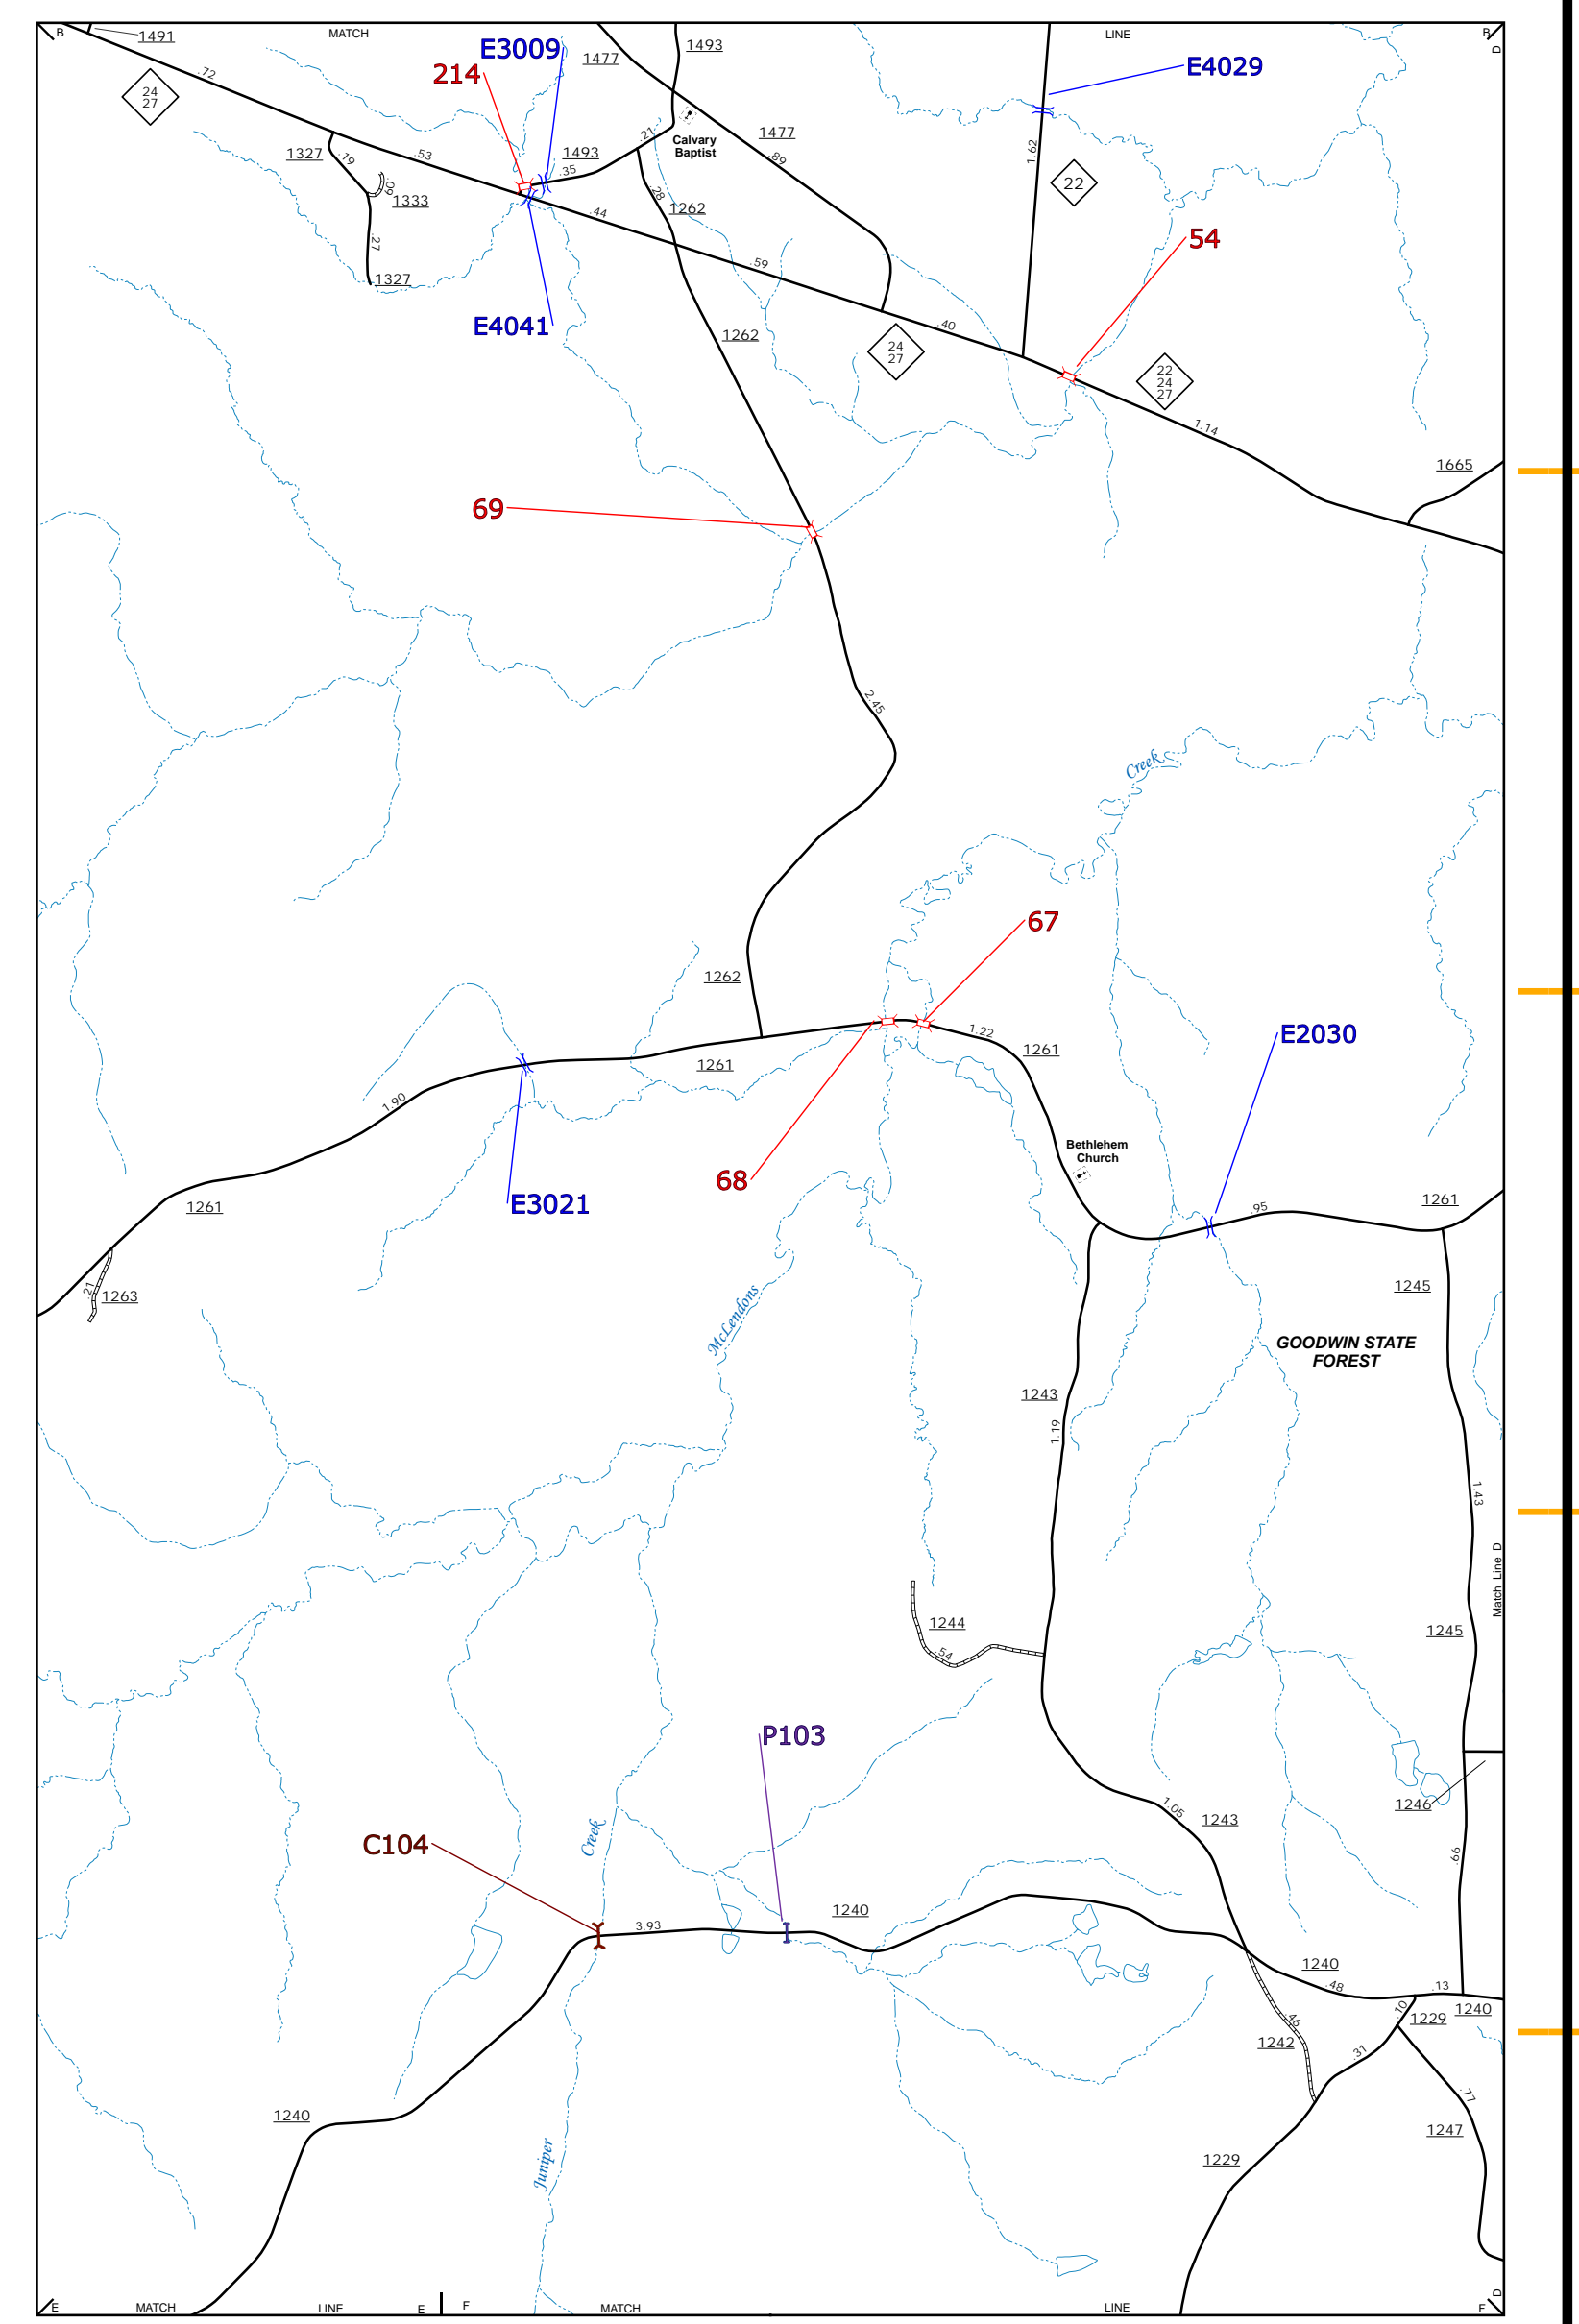 B
MATCH
LINE
B
D
1491
E3009
1477
1493
214
E4029
.72
24
27
.21
Calvary
Baptist
1477
1327
.19
.53
1493
.35
.89
1.62
.09
1333
22
.28
1262
.44
.27
54
1327
.59
E4041
1262
.40
24
27
22
24
27
1.14
1665
69
2.45
Creek
67
1262
1.22
E2030
1261
1261
1.90
Bethlehem
Church
68
E3021
1261
.95
1261
1245
.21
1263
McLendons
GOODWIN STATE
FOREST
1243
1.19
1.43
Match Line D
1244
.54
1245
P103
1246
1.05
1243
C104
Creek
.99
1240
3.93
1240
.48
.13
1240
.10
1229
.46
1242
.31
.77
1240
1247
Juniper
1229
E
MATCH
LINE
E
F
MATCH
LINE
F
D